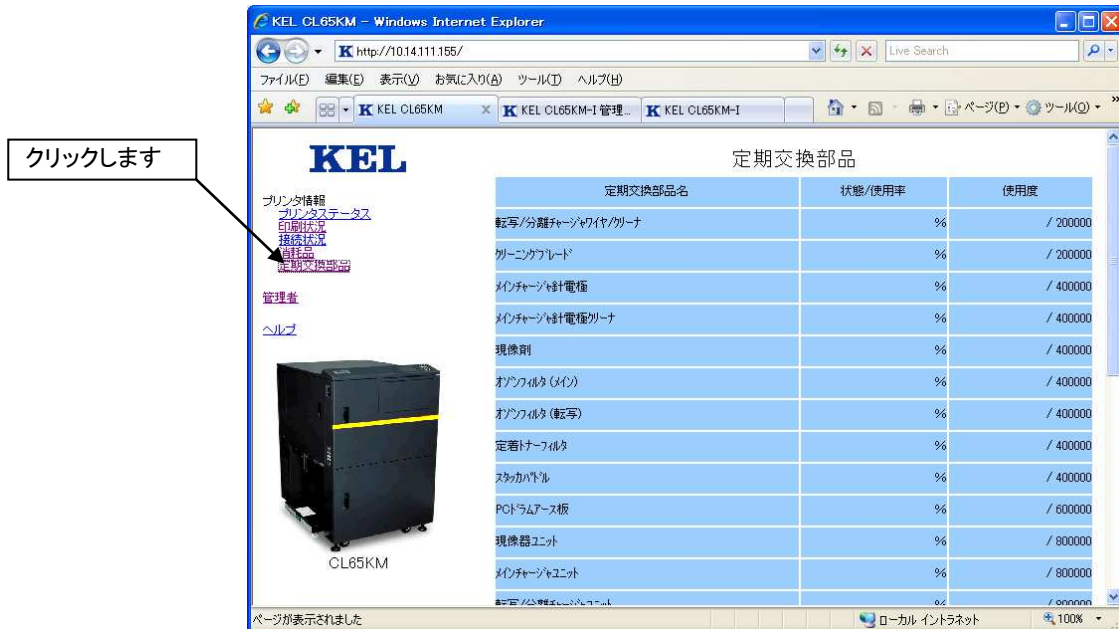 KEL CL65KM - Windows Internet Explorer
http://10.14.111.155/
Live Search
ファイル(F) 編集(E) 表示(V) お気に入り(A) ツール(T) ヘルプ(H)
KEL CL65KM
KEL CL65KM-I 管理...
KEL CL65KM-I
ページ(P)
ツール(O)
クリックします
KEL
プリンタ情報
プリンタステータス
印刷状況
接続状況
消耗品
定期交換部品
管理者
ヘルプ
CL65KM
定期交換部品
定期交換部品名 状態/使用率 使用度
転写/分離ﾁｬｰｼﾞｬﾜｲﾔ/ｸﾘｰﾅ % / 200000
ｸﾘｰﾆﾝｸﾞﾌﾞﾚｰﾄﾞ % / 200000
ﾒｲﾝﾁｬｰｼﾞｬ針電極 % / 400000
ﾒｲﾝﾁｬｰｼﾞｬ針電極ｸﾘｰﾅ % / 400000
現像剤 % / 400000
ｵｿﾞﾝﾌｨﾙﾀ (ﾒｲﾝ) % / 400000
ｵｿﾞﾝﾌｨﾙﾀ (転写) % / 400000
定着ﾄﾅｰﾌｨﾙﾀ % / 400000
ｽﾀｯｶﾊﾟﾄﾞﾙ % / 400000
PCﾄﾞﾗﾑｱｰｽ板 % / 600000
現像器ﾕﾆｯﾄ % / 800000
ﾒｲﾝﾁｬｰｼﾞｬﾕﾆｯﾄ % / 800000
転写/分離ﾁｬｰｼﾞｬﾕﾆｯﾄ % / 800000
ページが表示されました
ローカル イントラネット
100%